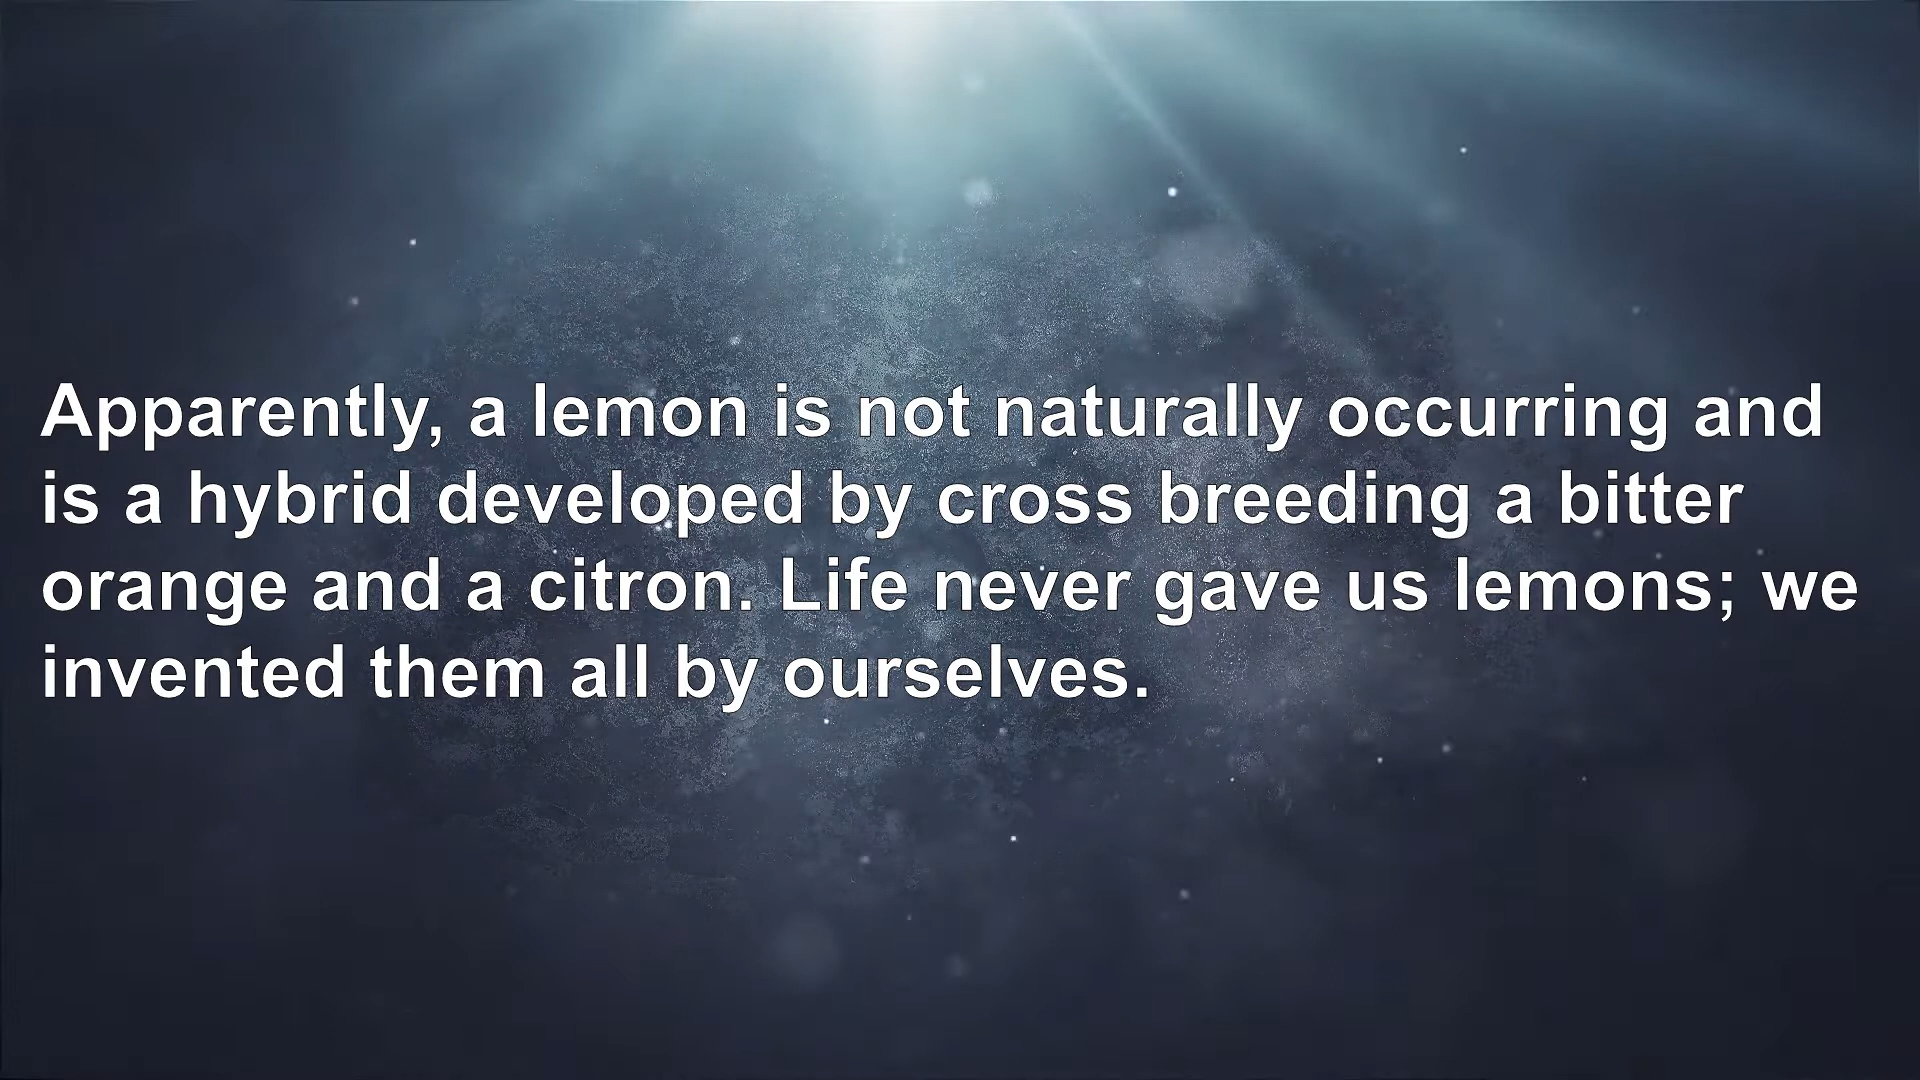 Apparently, a lemon is not naturally occurring and
is a hybrid developed by cross breeding a bitter
orange and a citron. Life never gave us lemons; we
invented them all by ourselves.